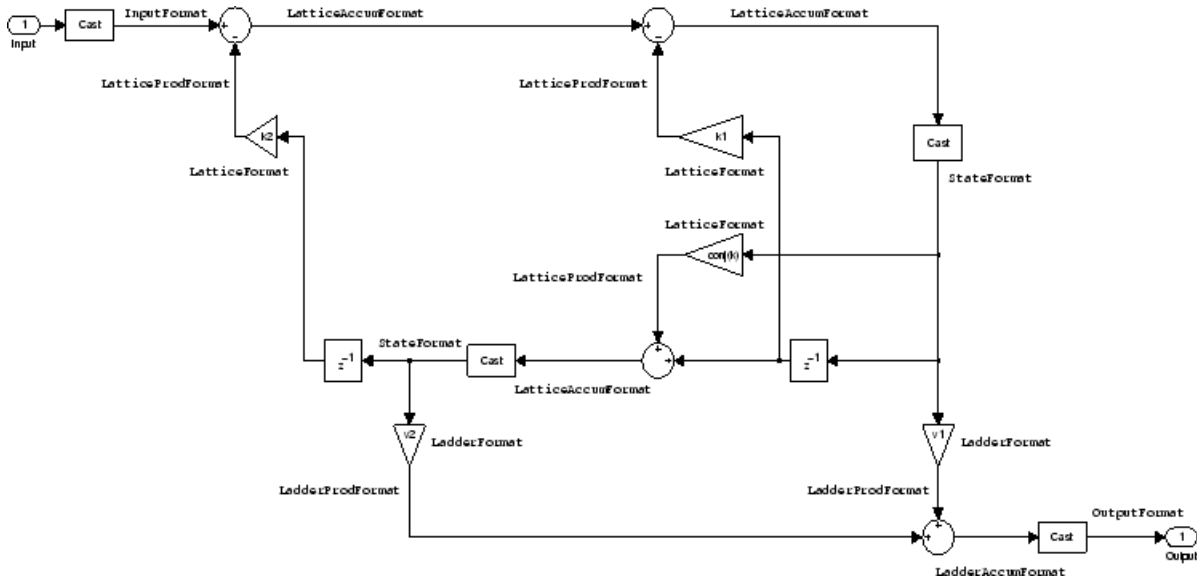 InputFormat
LatticeAccumFormat
LatticeAccumFormat
1
Input
Cast
+
−
+
−
LatticeProdFormat
LatticeProdFormat
k2
k1
Cast
LatticeFormat
LatticeFormat
StateFormat
LatticeFormat
conj(k)
LatticeProdFormat
StateFormat
z⁻¹
Cast
+
+
z⁻¹
LatticeAccumFormat
v2
LadderFormat
v1
LadderFormat
LadderProdFormat
LadderProdFormat
OutputFormat
+
+
Cast
1
Output
LadderAccumFormat